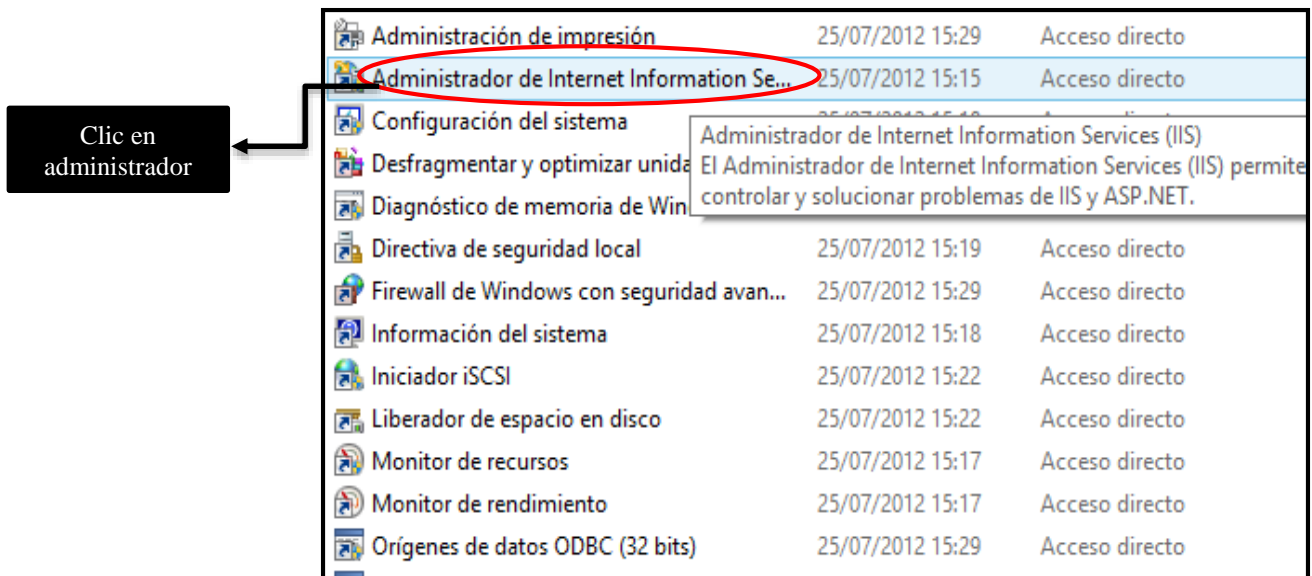 Administración de impresión 25/07/2012 15:29 Acceso directo
Administrador de Internet Information Se... 25/07/2012 15:15 Acceso directo
Clic en
administrador
Configuración del sistema
Administrador de Internet Information Services (IIS)
Desfragmentar y optimizar unida
El Administrador de Internet Information Services (IIS) permite
Diagnóstico de memoria de Win
controlar y solucionar problemas de IIS y ASP.NET.
Directiva de seguridad local 25/07/2012 15:19 Acceso directo
Firewall de Windows con seguridad avan... 25/07/2012 15:29 Acceso directo
Información del sistema 25/07/2012 15:18 Acceso directo
Iniciador iSCSI 25/07/2012 15:22 Acceso directo
Liberador de espacio en disco 25/07/2012 15:22 Acceso directo
Monitor de recursos 25/07/2012 15:17 Acceso directo
Monitor de rendimiento 25/07/2012 15:17 Acceso directo
Orígenes de datos ODBC (32 bits) 25/07/2012 15:29 Acceso directo